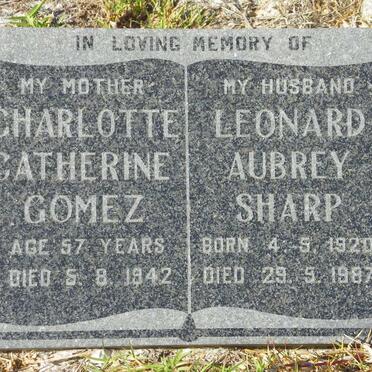 IN LOVING MEMORY OF
MY MOTHER
CHARLOTTE
CATHERINE
GOMEZ
AGE 57 YEARS
DIED 5. 8. 1942
MY HUSBAND
LEONARD
AUBREY
SHARP
BORN 4. 9. 1920
DIED 29. 5. 1987